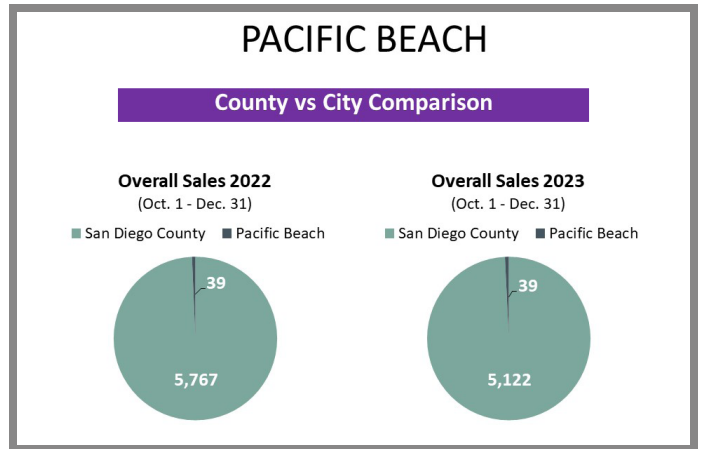 PACIFIC BEACH
County vs City Comparison
Overall Sales 2022
(Oct. 1 - Dec. 31)
San Diego County Pacific Beach
39
5,767
Overall Sales 2023
(Oct. 1 - Dec. 31)
San Diego County Pacific Beach
39
5,122